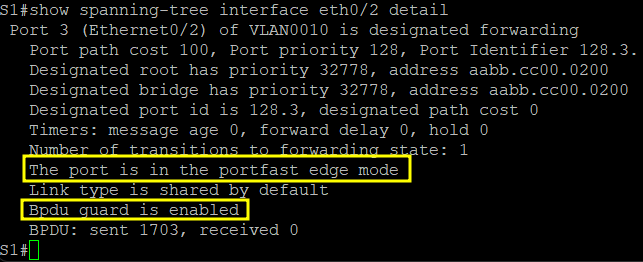 S1#show spanning-tree interface eth0/2 detail
Port 3 (Ethernet0/2) of VLAN0010 is designated forwarding
Port path cost 100, Port priority 128, Port Identifier 128.3.
Designated root has priority 32778, address aabb.cc00.0200
Designated bridge has priority 32778, address aabb.cc00.0200
Designated port id is 128.3, designated path cost 0
Timers: message age 0, forward delay 0, hold 0
Number of transitions to forwarding state: 1
The port is in the portfast edge mode
Link type is shared by default
Bpdu guard is enabled
BPDU: sent 1703, received 0
S1#